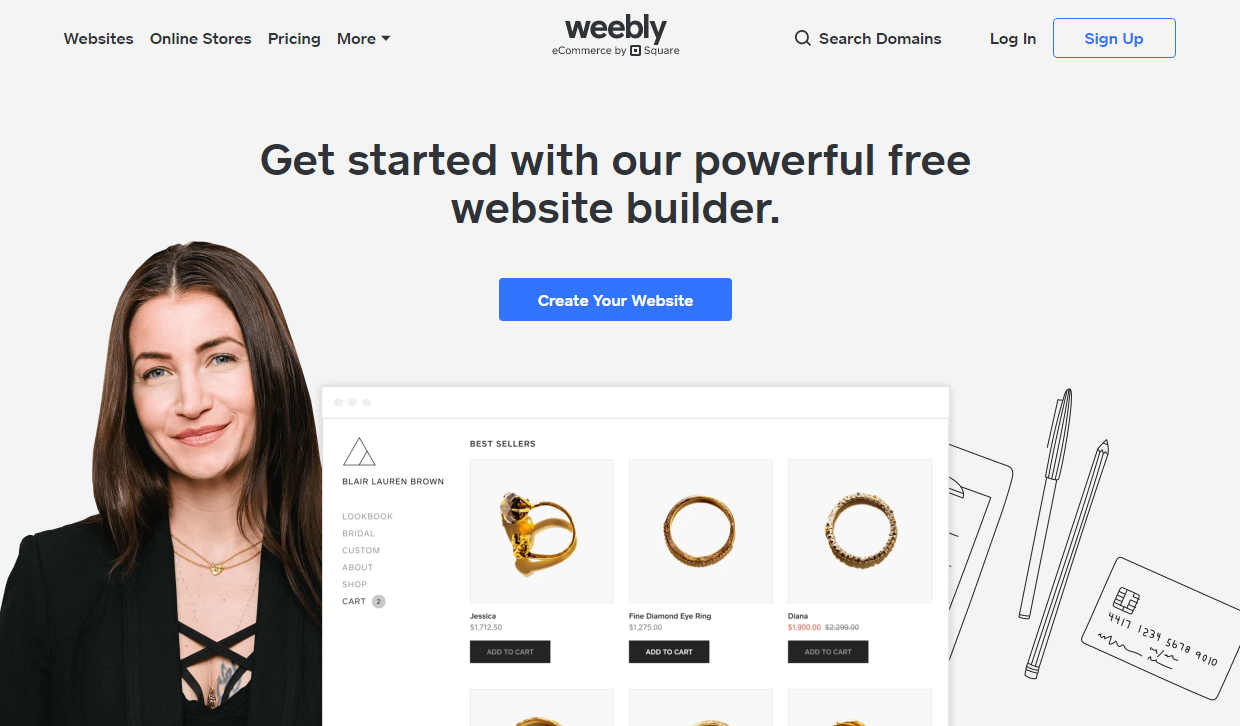 Websites Online Stores Pricing More
weebly
eCommerce by Square
Search Domains
Log In
Sign Up
Get started with our powerful free
website builder.
Create Your Website
BLAIR LAUREN BROWN
LOOKBOOK
BRIDAL
CUSTOM
ABOUT
SHOP
CART 2
BEST SELLERS
Jessica
$1,712.50
ADD TO CART
Fine Diamond Eye Ring
$1,275.00
ADD TO CART
Diana
$1,900.00 $2,299.00
ADD TO CART
4417 1234 5678 9010